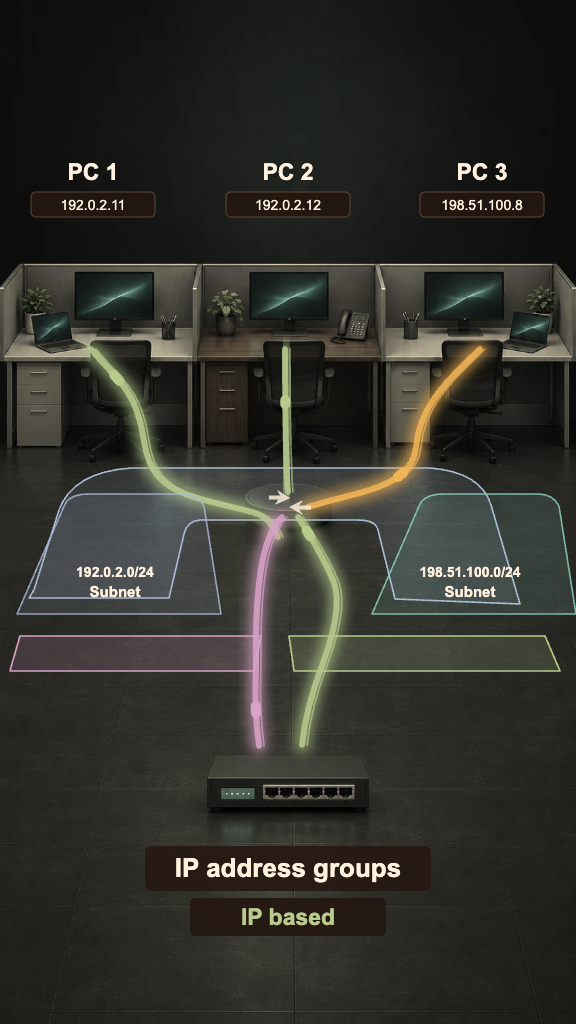 PC 1
PC 2
PC 3
192.0.2.11
192.0.2.12
198.51.100.8
192.0.2.0/24
Subnet
198.51.100.0/24
Subnet
IP address groups
IP based